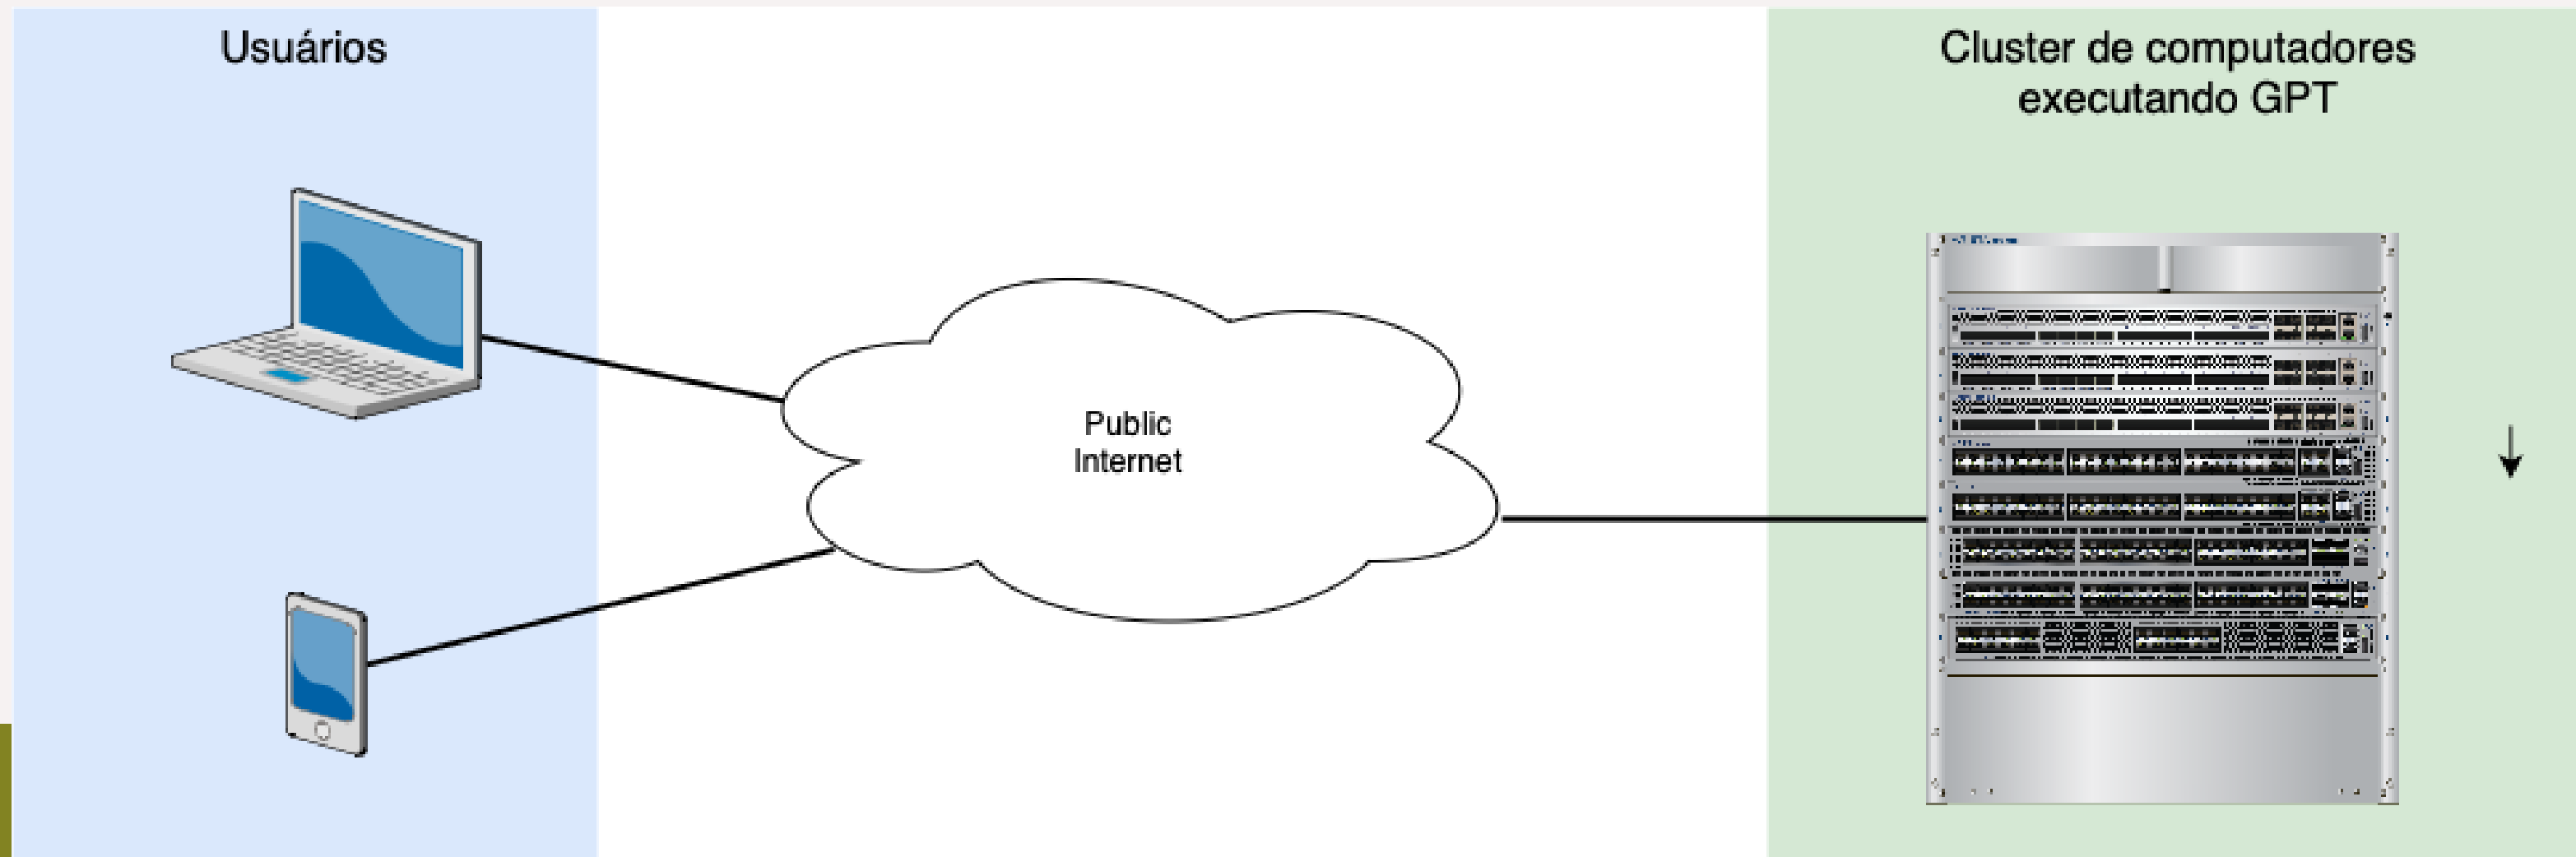 Usuários
Cluster de computadores
executando GPT
Public
Internet